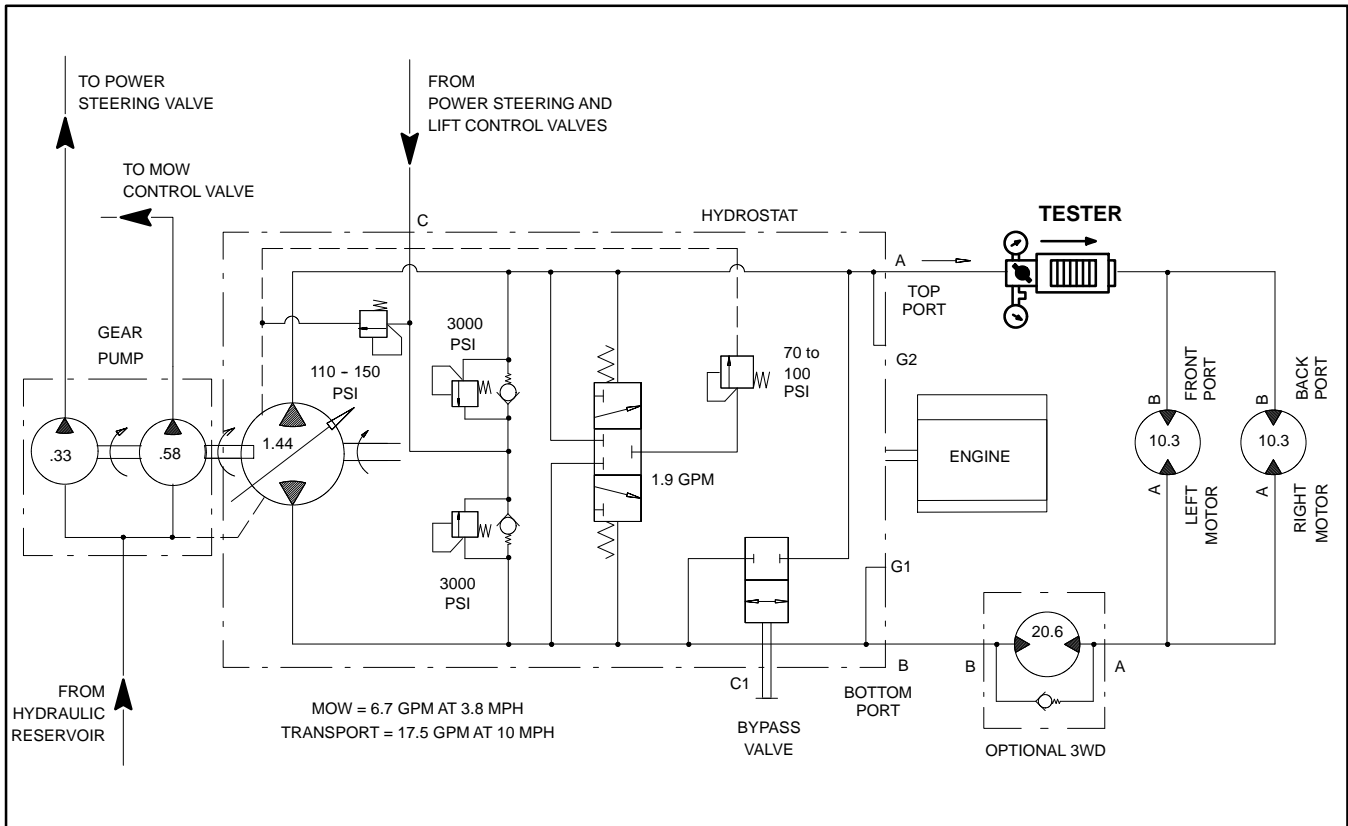 TO POWER
STEERING VALVE
FROM
POWER STEERING AND
LIFT CONTROL VALVES
TO MOW
CONTROL VALVE
C
HYDROSTAT
TESTER
A
TOP
PORT
GEAR
PUMP
3000
PSI
110 – 150
PSI
70 to
100
PSI
G2
FRONT
PORT
BACK
PORT
B
B
.33
.58
1.44
1.9 GPM
ENGINE
10.3
10.3
A
A
LEFT
MOTOR
RIGHT
MOTOR
3000
PSI
G1
20.6
B
A
B
C1
BOTTOM
PORT
FROM
HYDRAULIC
RESERVOIR
MOW = 6.7 GPM AT 3.8 MPH
TRANSPORT = 17.5 GPM AT 10 MPH
BYPASS
VALVE
OPTIONAL 3WD